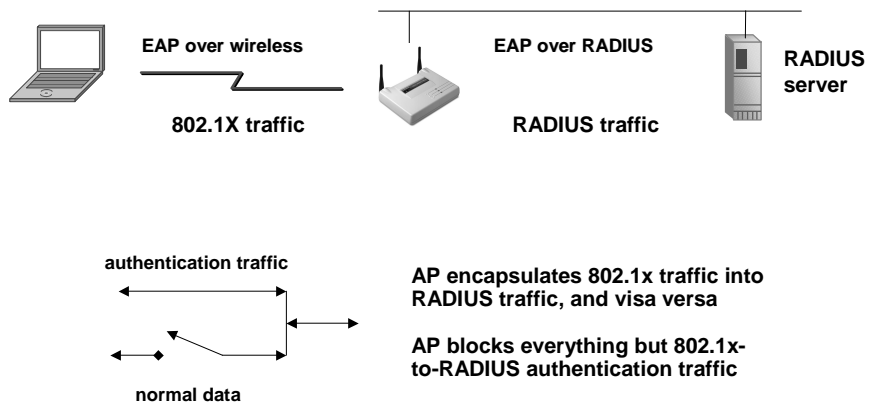 EAP over wireless
EAP over RADIUS
RADIUS
server
802.1X traffic
RADIUS traffic
authentication traffic
AP encapsulates 802.1x traffic into
RADIUS traffic, and visa versa
AP blocks everything but 802.1x-
to-RADIUS authentication traffic
normal data